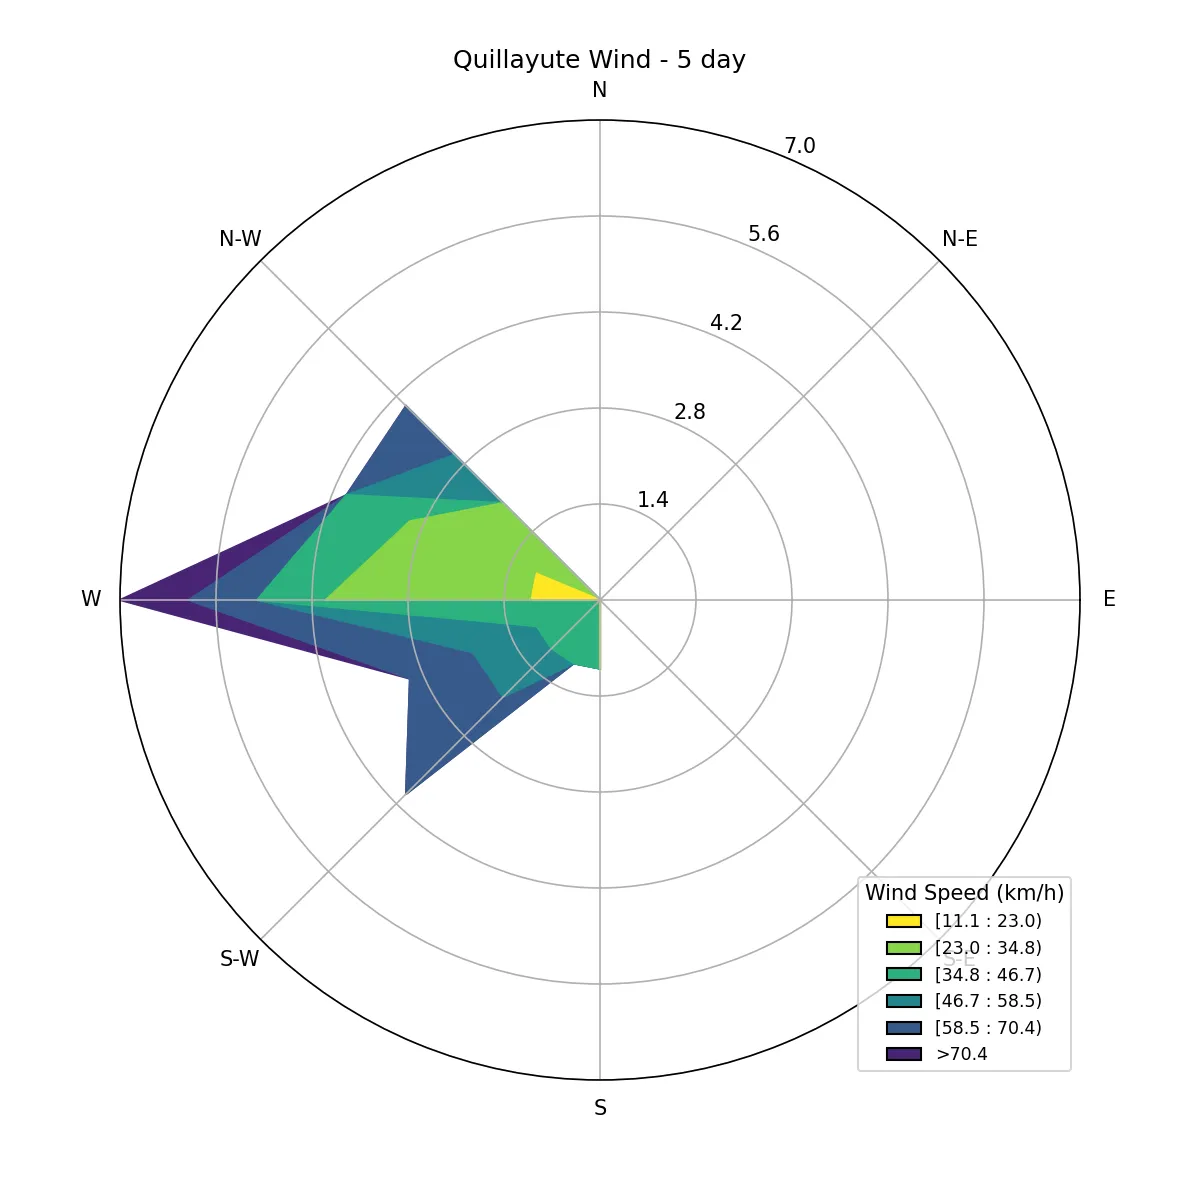 Quillayute Wind - 5 day
N
7.0
N-W
5.6
N-E
4.2
2.8
1.4
W
E
S-W
S-E
S
Wind Speed (km/h)
[11.1 : 23.0)
[23.0 : 34.8)
[34.8 : 46.7)
[46.7 : 58.5)
[58.5 : 70.4)
>70.4